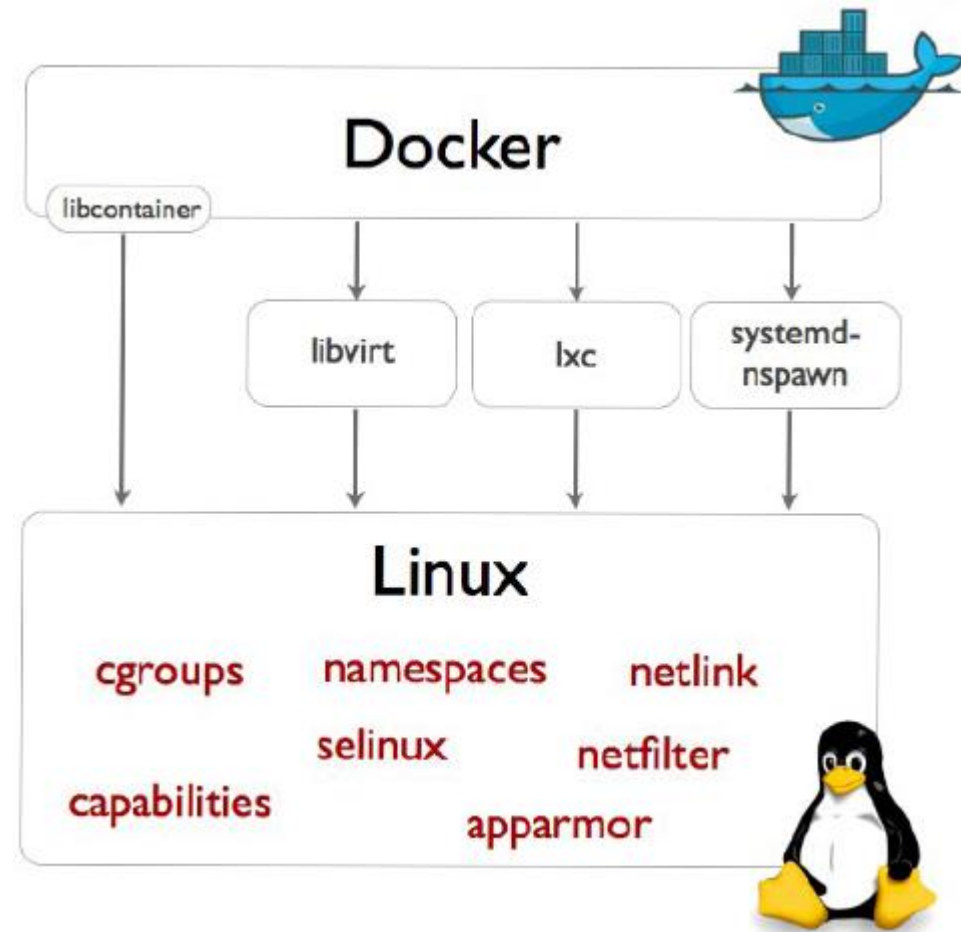 Docker
libcontainer
libvirt
lxc
systemd-
nspawn
Linux
cgroups
namespaces
netlink
selinux
netfilter
capabilities
apparmor